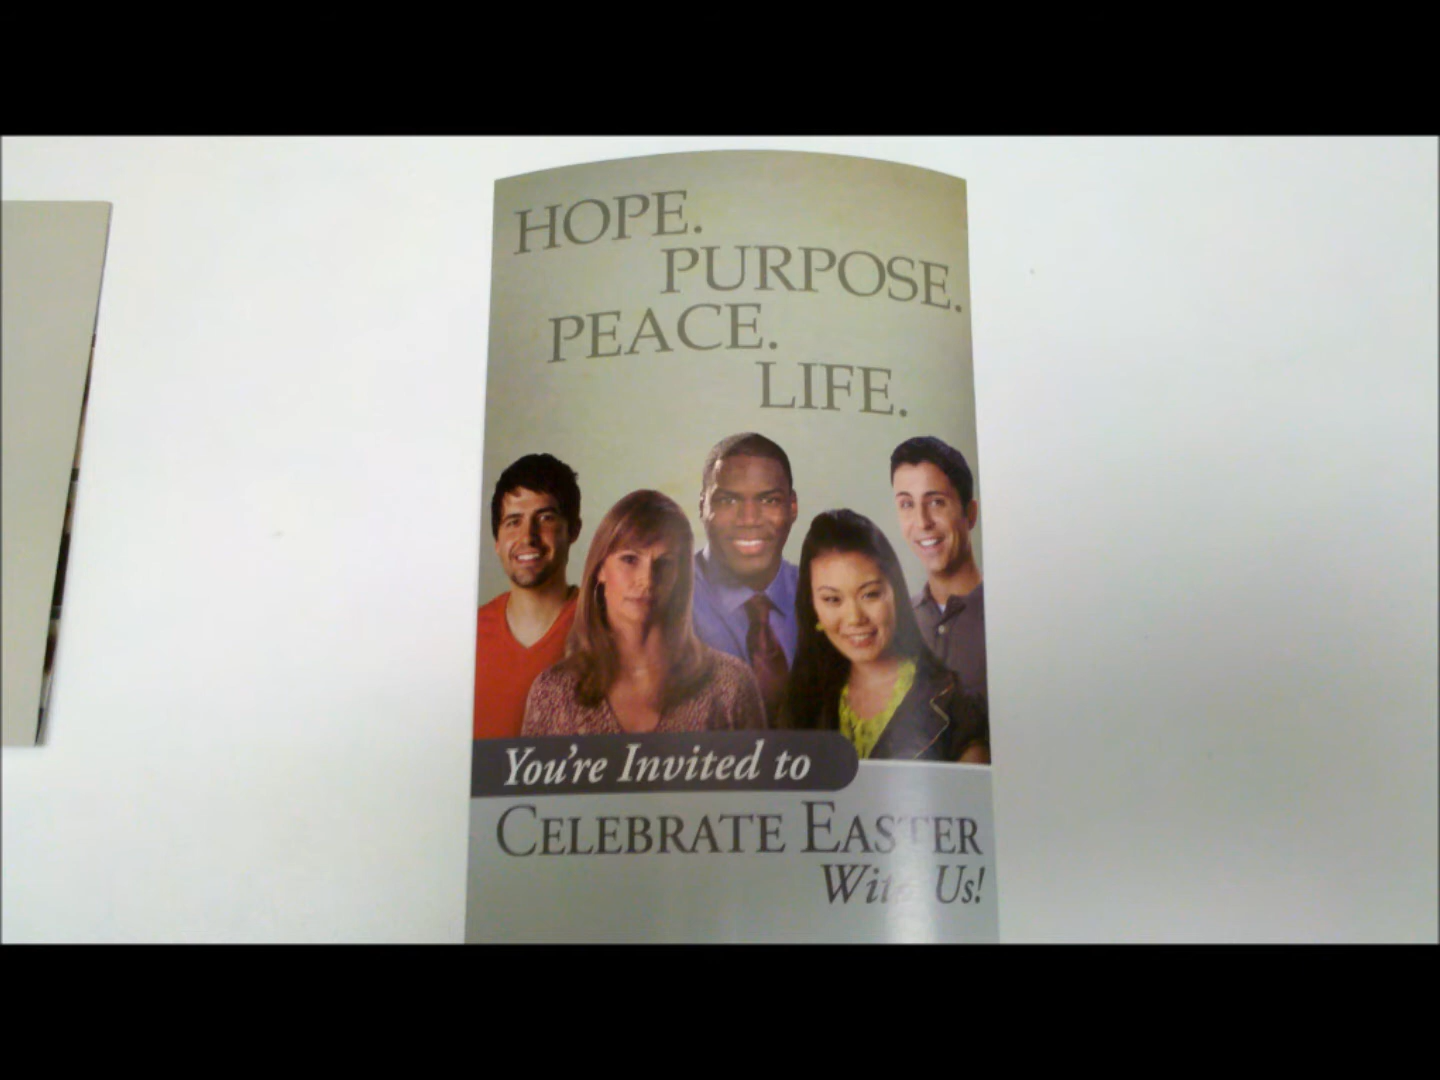 HOPE.
PURPOSE.
PEACE.
LIFE.
You're Invited to
CELEBRATE EASTER
With Us!